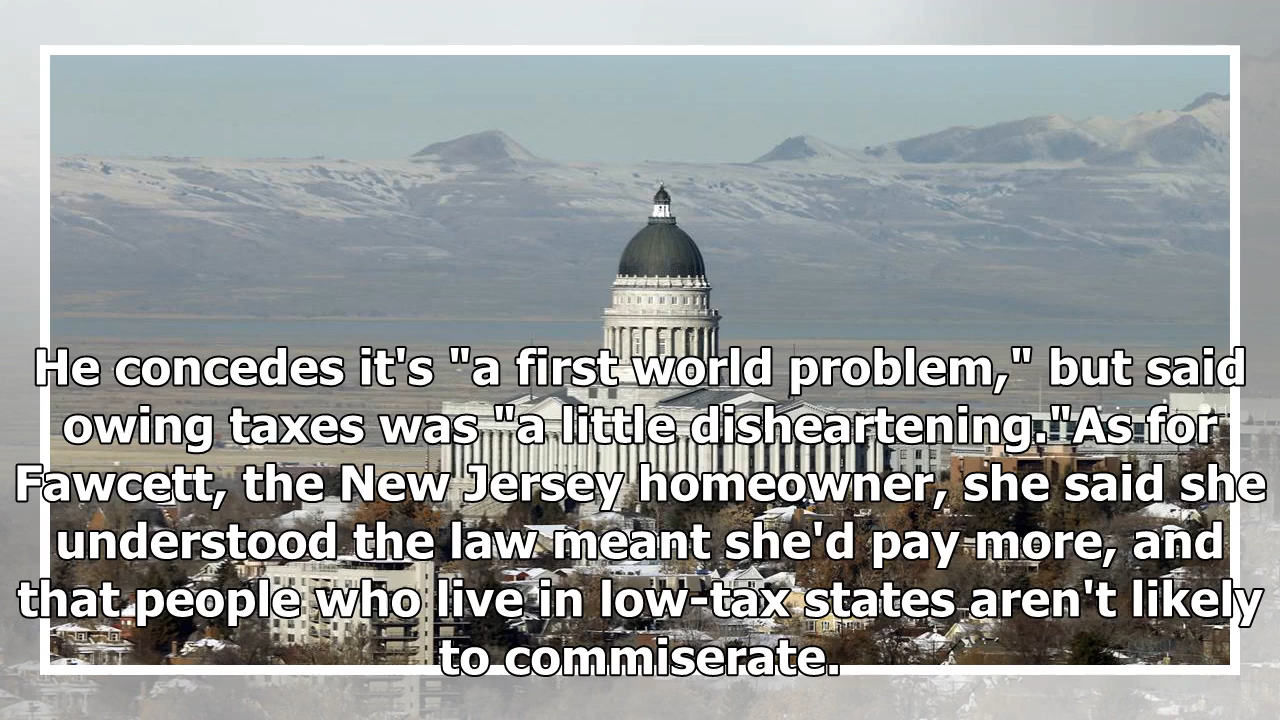 He concedes it's "a first world problem," but said
owing taxes was "a little disheartening."As for
Fawcett, the New Jersey homeowner, she said she
understood the law meant she'd pay more, and
that people who live in low-tax states aren't likely
to commiserate.